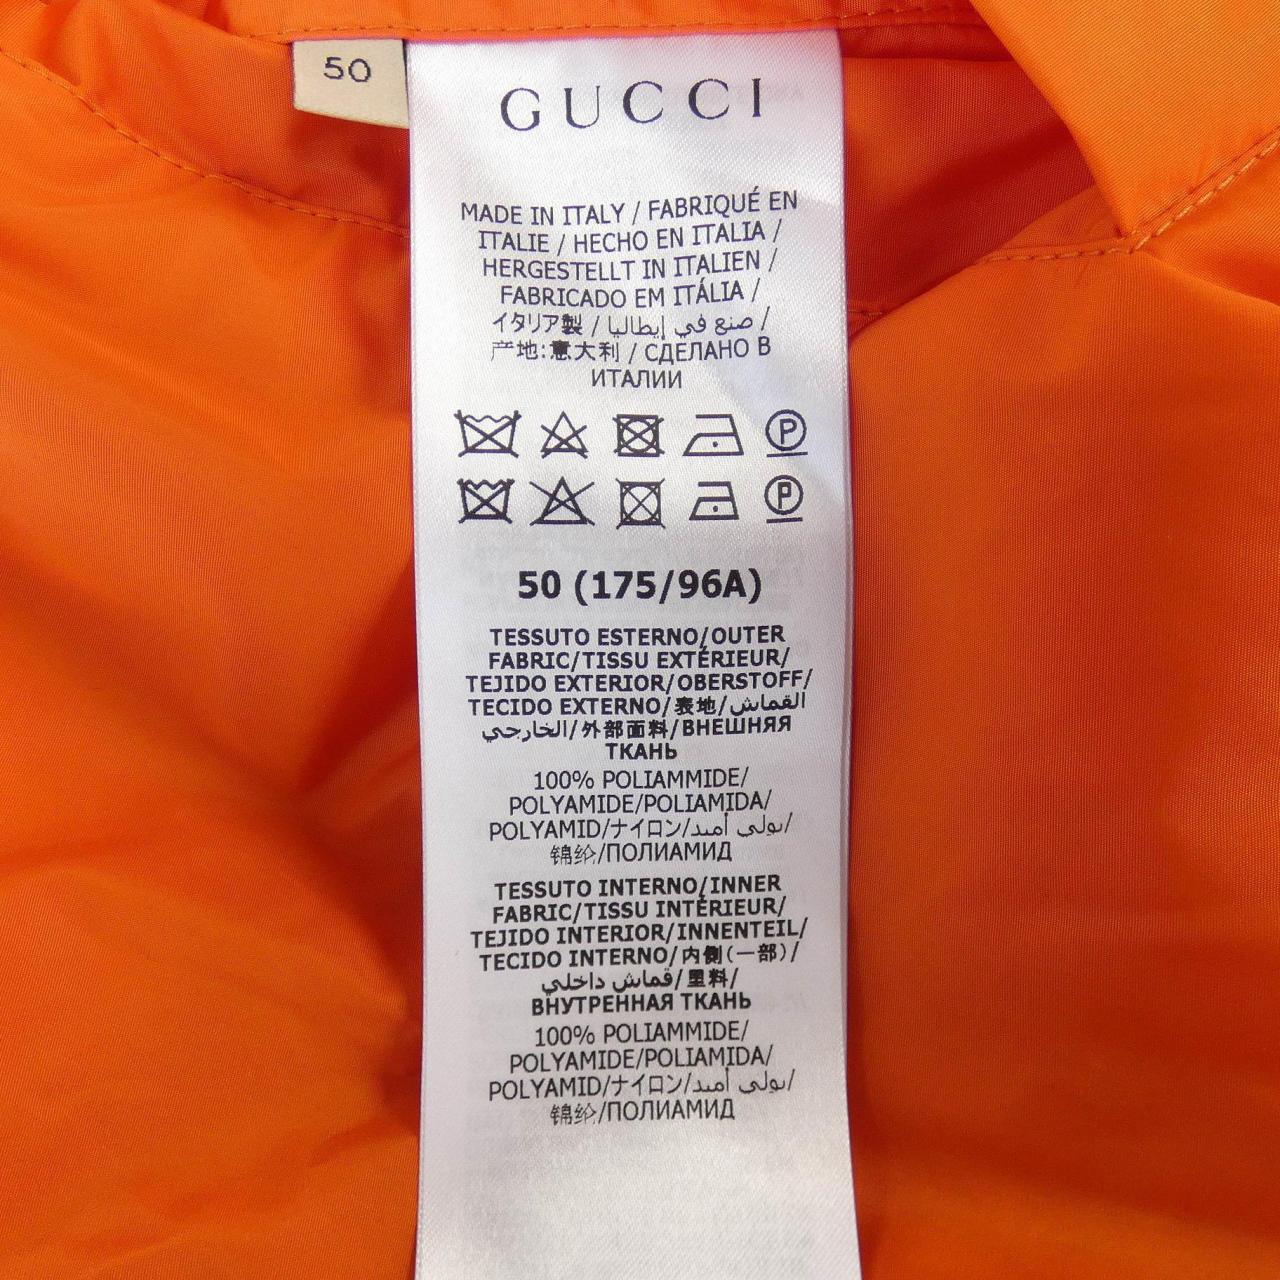 50
GUCCI
MADE IN ITALY / FABRIQUÉ EN
ITALIE / HECHO EN ITALIA /
HERGESTELLT IN ITALIEN /
FABRICADO EM ITÁLIA /
イタリア製 / صنع في إيطاليا /
产地:意大利 / СДЕЛАНО В
ИТАЛИИ
P
P
50 (175/96A)
TESSUTO ESTERNO/OUTER
FABRIC/TISSU EXTÉRIEUR/
TEJIDO EXTERIOR/OBERSTOFF/
TECIDO EXTERNO/表地/القماش
الخارجي/外部面料/ВНЕШНЯЯ
ТКАНЬ
100% POLIAMMIDE/
POLYAMIDE/POLIAMIDA/
POLYAMID/ナイロン/بولي أميد/
锦纶/ПОЛИАМИД
TESSUTO INTERNO/INNER
FABRIC/TISSU INTÉRIEUR/
TEJIDO INTERIOR/INNENTEIL/
TECIDO INTERNO/内側(一部)/
قماش داخلي/里料/
ВНУТРЕННАЯ ТКАНЬ
100% POLIAMMIDE/
POLYAMIDE/POLIAMIDA/
POLYAMID/ナイロン/بولي أميد/
锦纶/ПОЛИАМИД